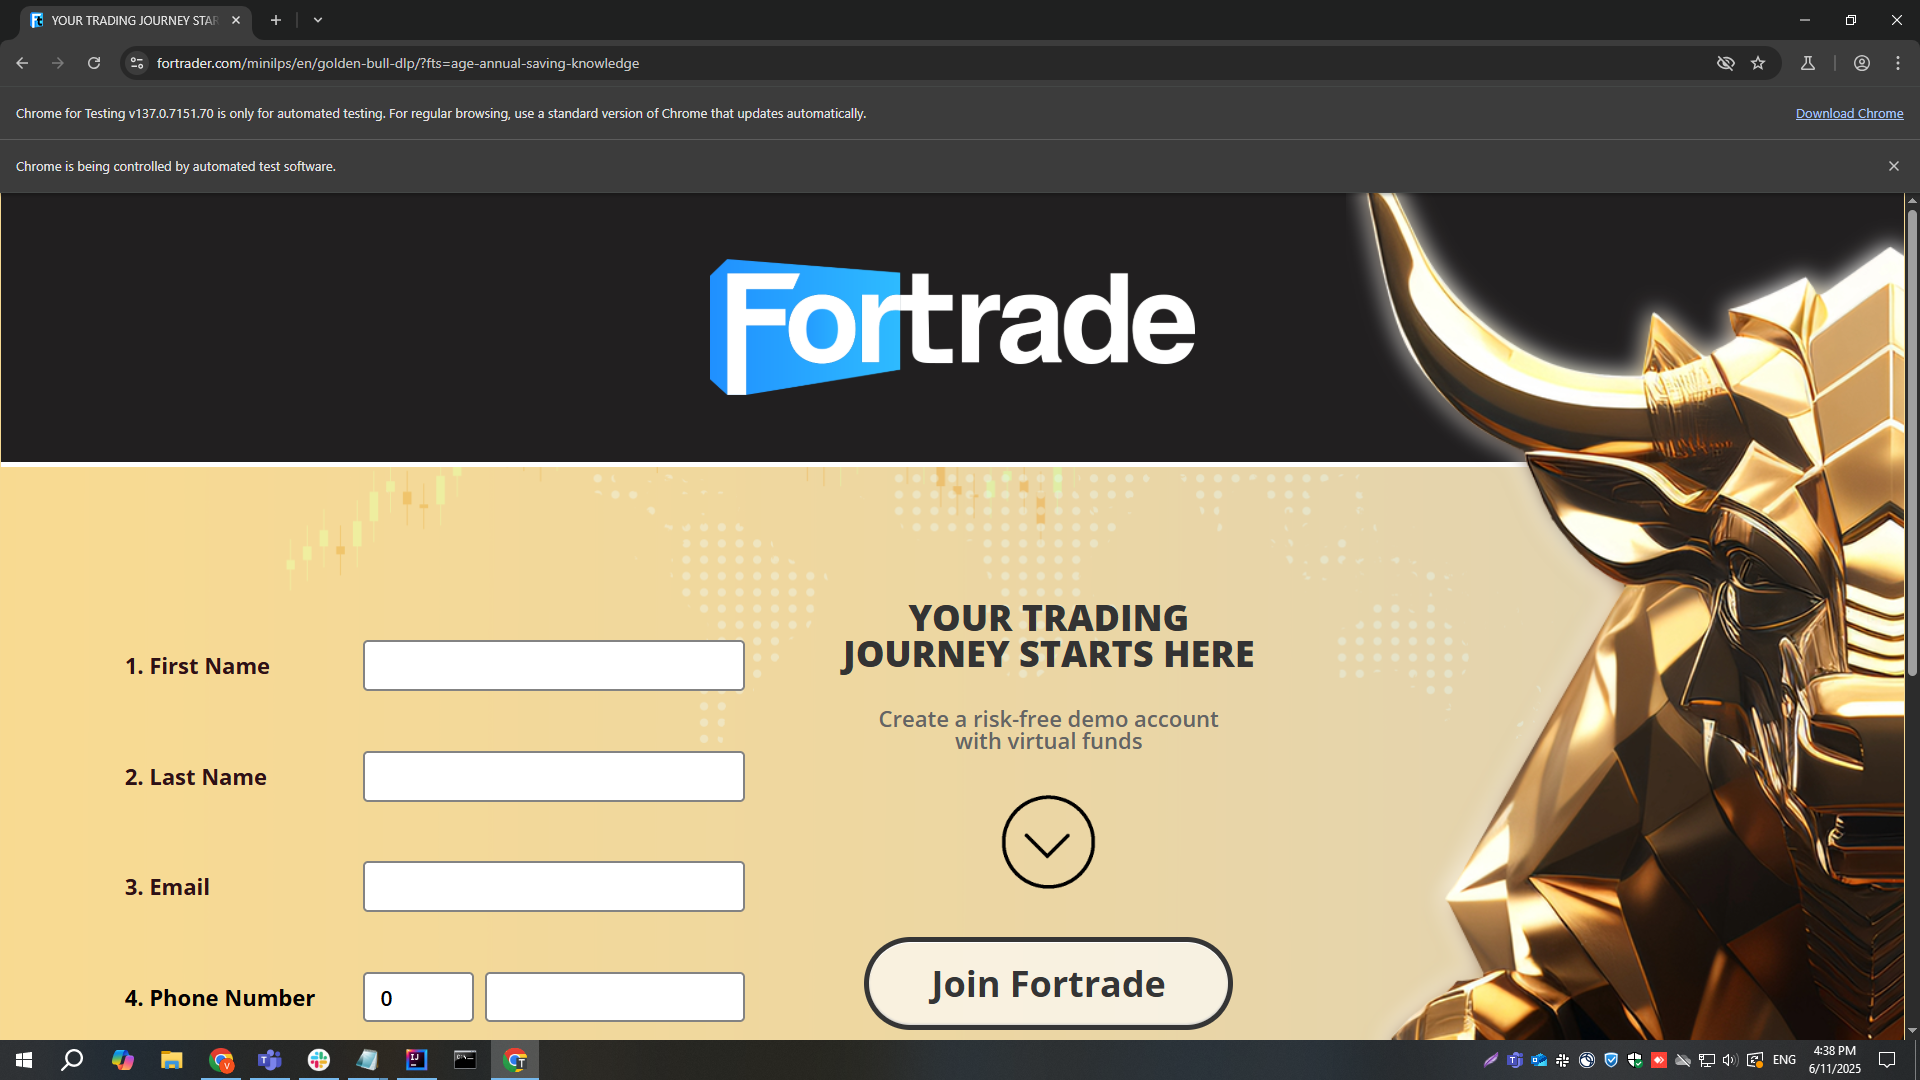 YOUR TRADING JOURNEY STAR
fortrader.com/minilps/en/golden-bull-dlp/?fts=age-annual-saving-knowledge
Chrome for Testing v137.0.7151.70 is only for automated testing. For regular browsing, use a standard version of Chrome that updates automatically.
Download Chrome
Chrome is being controlled by automated test software.
Fortrade
YOUR TRADING
JOURNEY STARTS HERE
Create a risk-free demo account
with virtual funds
Join Fortrade
1. First Name
2. Last Name
3. Email
4. Phone Number
0
ENG
4:38 PM
6/11/2025